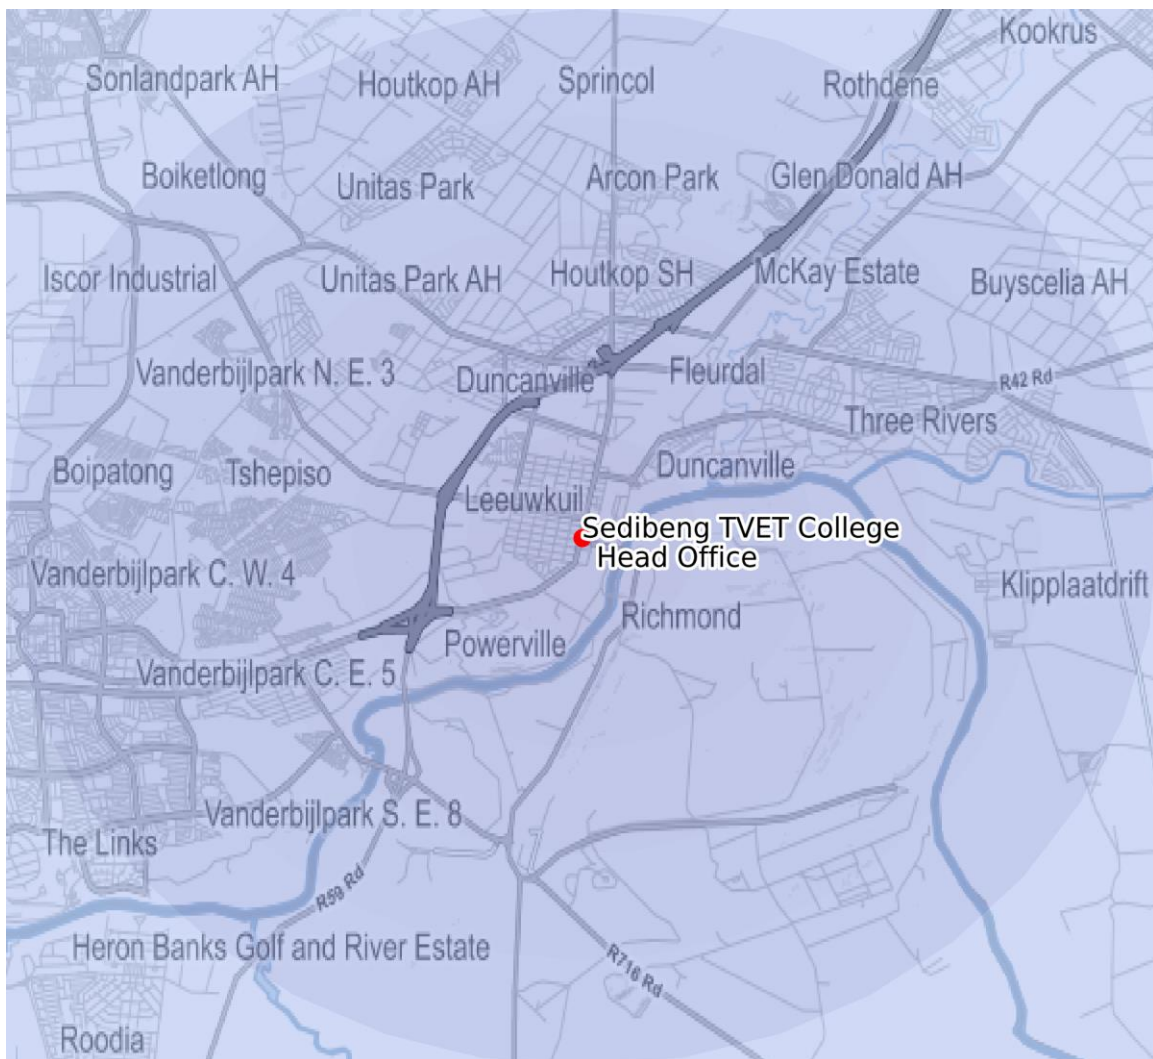 Kookrus
Sonlandpark AH
Houtkop AH
Sprincol
Rothdene
Boiketlong
Unitas Park
Arcon Park
Glen Donald AH
Iscor Industrial
Unitas Park AH
Houtkop SH
McKay Estate
Buyscelia AH
Vanderbijlpark N. E. 3
Duncanville
Fleurdal
R42 Rd
Three Rivers
Boipatong
Tshepiso
Leeuwkuil
Duncanville
Sedibeng TVET College
Head Office
Vanderbijlpark C. W. 4
Klipplaatdrift
Richmond
Powerville
Vanderbijlpark C. E. 5
Vanderbijlpark S. E. 8
The Links
R59 Rd
Heron Banks Golf and River Estate
R716 Rd
Roodia